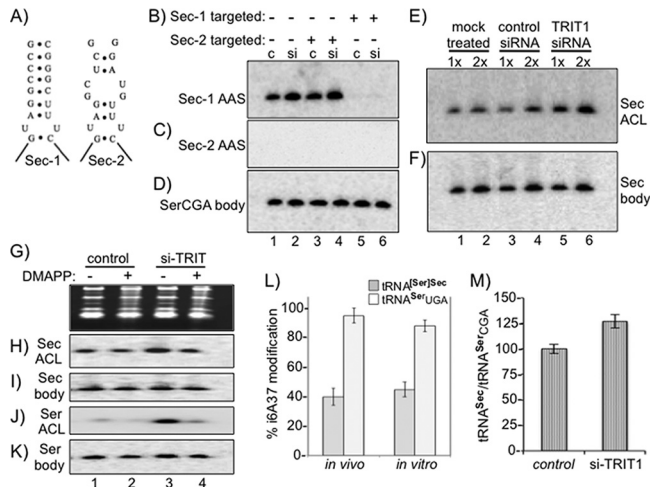 A)
Sec-1
Sec-2
B) Sec-1 targeted: - - - - + +
Sec-2 targeted: - - + + - -
c si c si c si
Sec-1 AAS
C)
Sec-2 AAS
D)
SerCGA body
1 2 3 4 5 6
E) mock treated control siRNA TRIT1 siRNA
1x 2x 1x 2x 1x 2x
Sec ACL
F)
Sec body
1 2 3 4 5 6
G)
control si-TRIT
DMAPP: - + - +
H) Sec ACL
I) Sec body
J) Ser ACL
K) Ser body
1 2 3 4
L)
tRNA[Ser]Sec
tRNASerUGA
% i6A37 modification
100
80
60
40
20
0
in vivo in vitro
M)
tRNASec/tRNASerCGA
150
125
100
75
50
25
0
control si-TRIT1